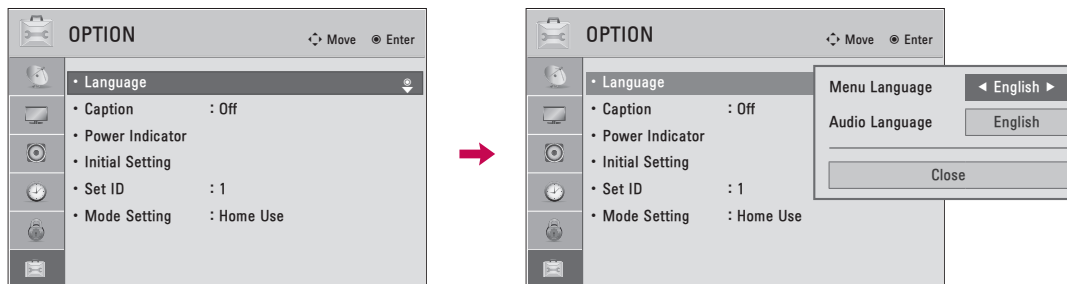 OPTION
Move Enter
• Language
• Caption : Off
• Power Indicator
• Initial Setting
• Set ID : 1
• Mode Setting : Home Use
OPTION
Move Enter
• Language
• Caption : Off
• Power Indicator
• Initial Setting
• Set ID : 1
• Mode Setting : Home Use
Menu Language ◀ English ▶
Audio Language English
Close